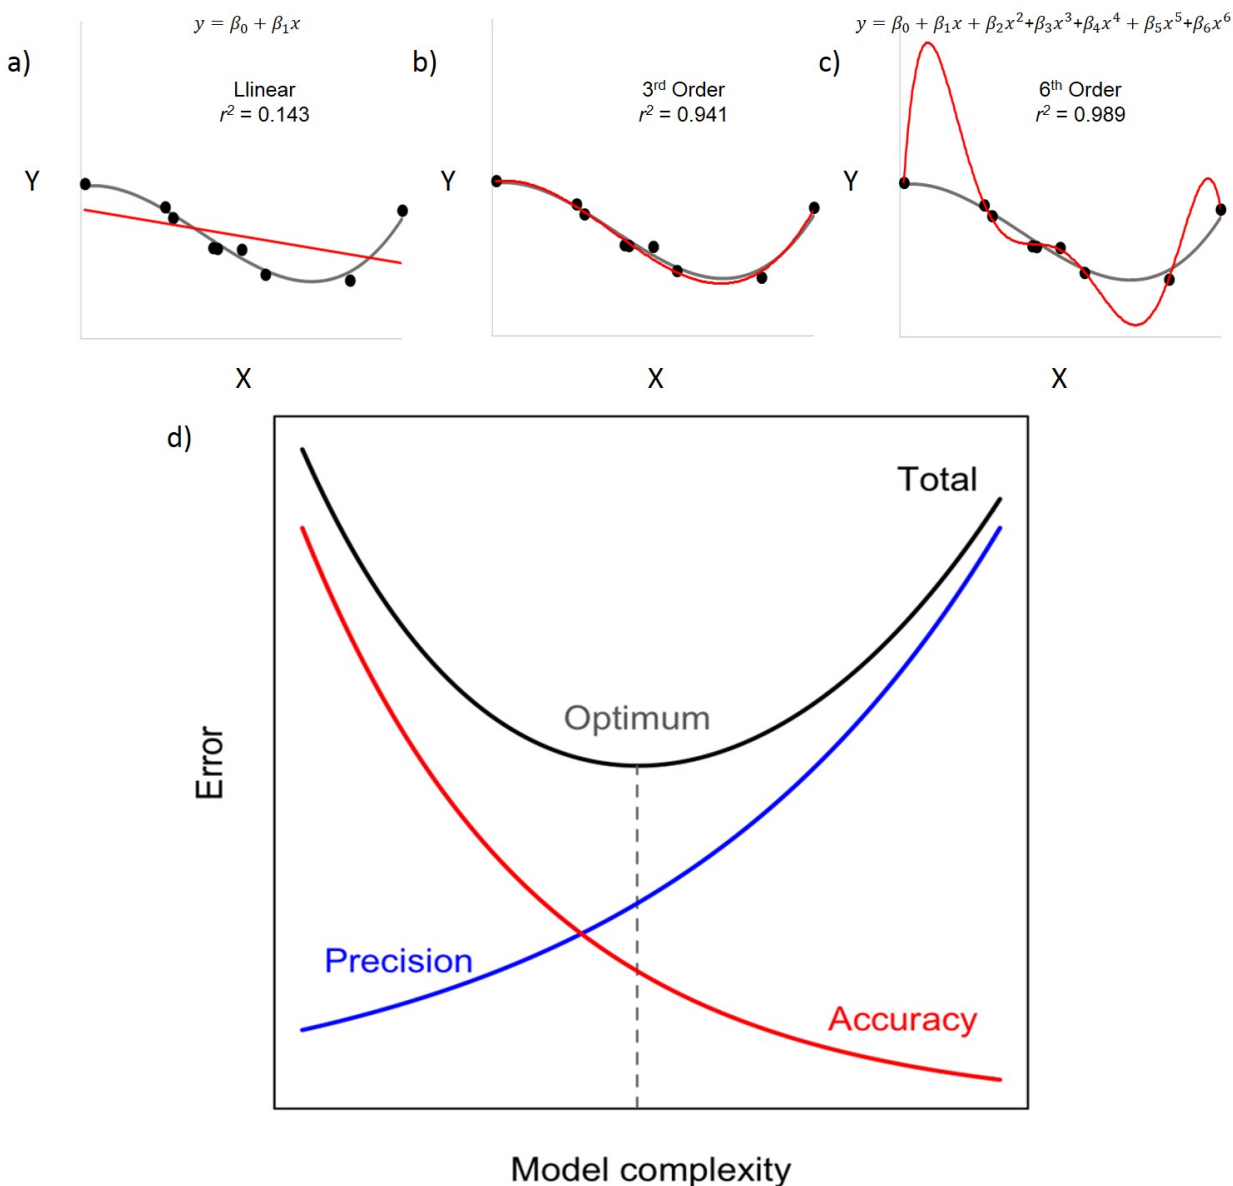 y = β₀ + β₁x
y = β₀ + β₁x + β₂x²+β₃x³+β₄x⁴ + β₅x⁵+β₆x⁶
a)
Llinear
r² = 0.143
Y
X
b)
3rd Order
r² = 0.941
Y
X
c)
6th Order
r² = 0.989
Y
X
d)
Total
Optimum
Error
Precision
Accuracy
Model complexity